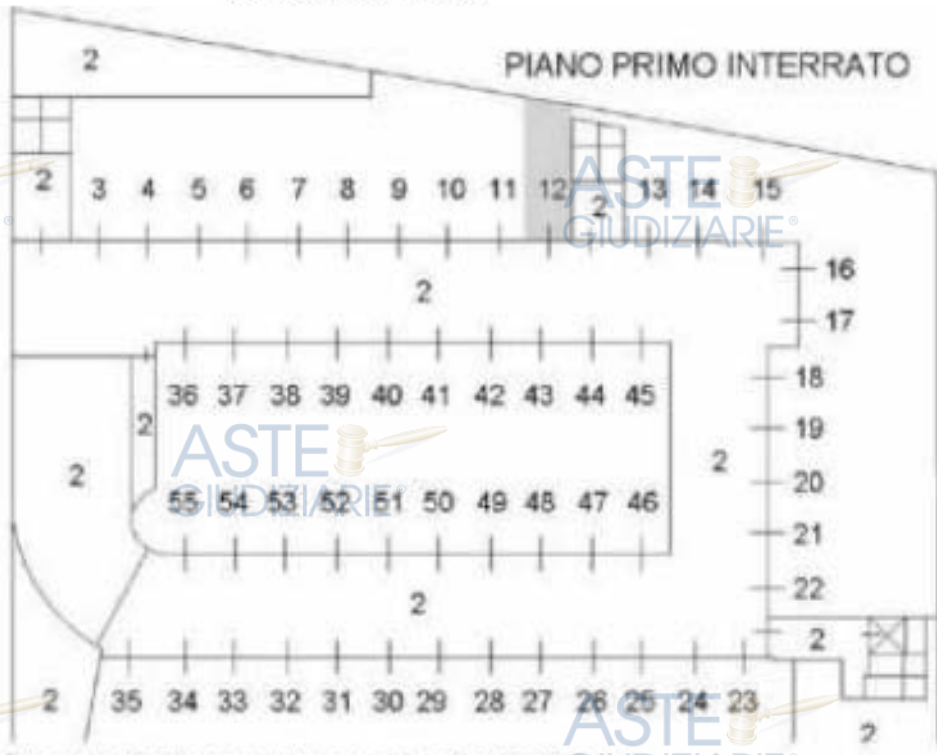 2
PIANO PRIMO INTERRATO
2 3 4 5 6 7 8 9 10 11 12 2 13 14 15
ASTE
GIUDIZIARIE®
16
2
17
36 37 38 39 40 41 42 43 44 45
18
2
19
ASTE
2
2
GIUDIZIARIE®
55 54 53 52 51 50 49 48 47 46
20
21
2
22
2
2 35 34 33 32 31 30 29 28 27 26 25 24 23
ASTE
2
GIUDIZIARIE®